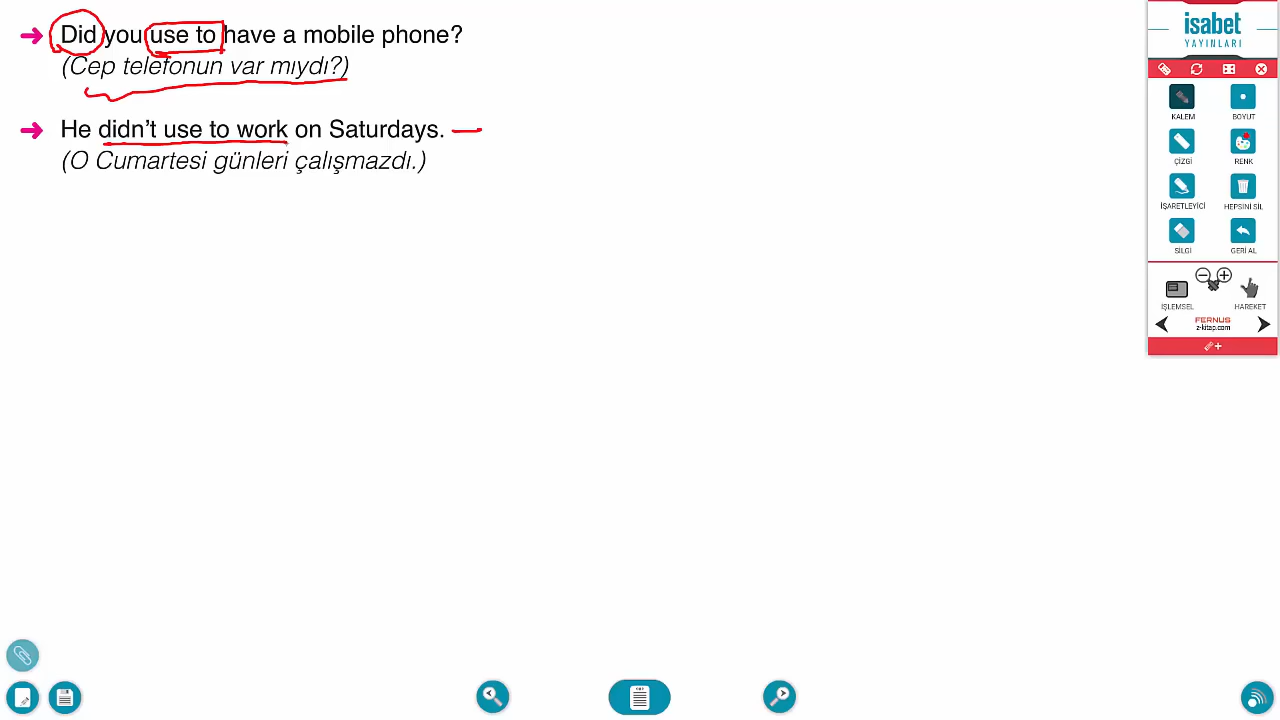 Did you use to have a mobile phone?
(Cep telefonun var mıydı?)
He didn't use to work on Saturdays.
(O Cumartesi günleri çalışmazdı.)
isabet
YAYINLARI
KALEM
BOYUT
ÇİZGİ
RENK
İŞARETLEYİCİ
HEPSİNİ SİL
SİLGİ
GERİ AL
İŞLEMSEL
HAREKET
FERNUS
z-kitap.com